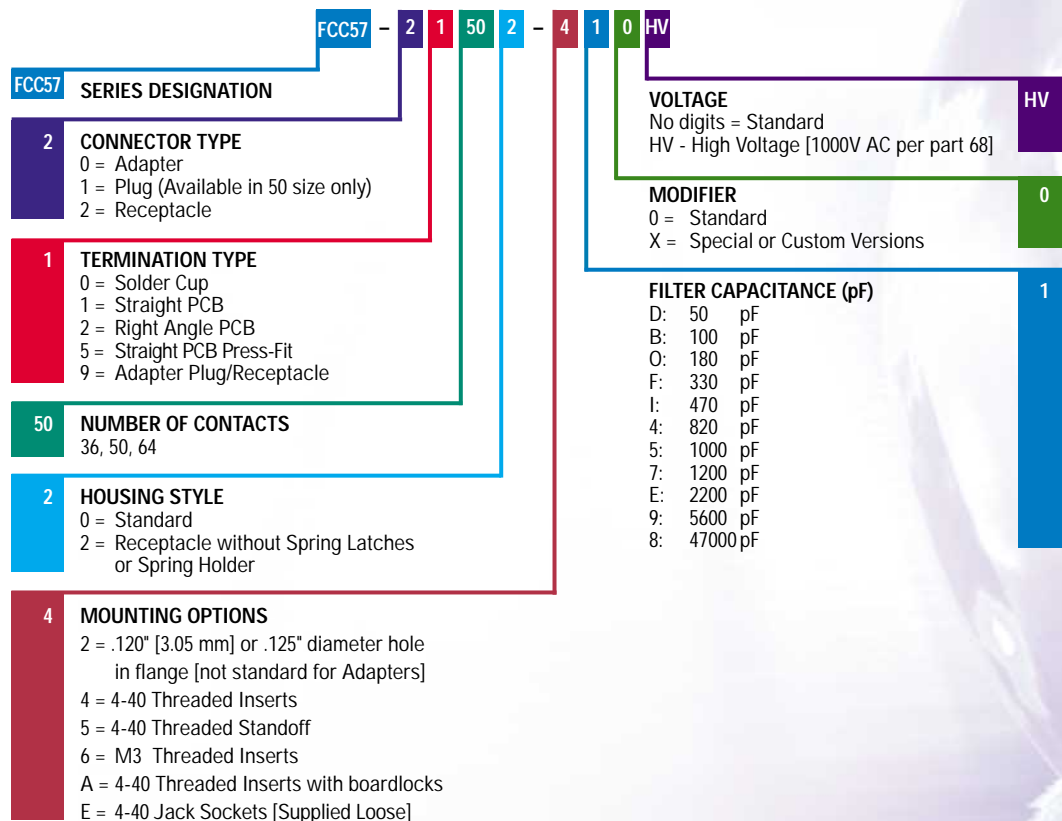 FCC57 – 2 1 50 2 – 4 1 0 HV
FCC57 SERIES DESIGNATION
2 CONNECTOR TYPE
0 = Adapter
1 = Plug (Available in 50 size only)
2 = Receptacle
1 TERMINATION TYPE
0 = Solder Cup
1 = Straight PCB
2 = Right Angle PCB
5 = Straight PCB Press-Fit
9 = Adapter Plug/Receptacle
50 NUMBER OF CONTACTS
36, 50, 64
2 HOUSING STYLE
0 = Standard
2 = Receptacle without Spring Latches
or Spring Holder
4 MOUNTING OPTIONS
2 = .120" [3.05 mm] or .125" diameter hole
in flange [not standard for Adapters]
4 = 4-40 Threaded Inserts
5 = 4-40 Threaded Standoff
6 = M3 Threaded Inserts
A = 4-40 Threaded Inserts with boardlocks
E = 4-40 Jack Sockets [Supplied Loose]
VOLTAGE HV
No digits = Standard
HV - High Voltage [1000V AC per part 68]
MODIFIER 0
0 = Standard
X = Special or Custom Versions
FILTER CAPACITANCE (pF) 1
D: 50 pF
B: 100 pF
O: 180 pF
F: 330 pF
I: 470 pF
4: 820 pF
5: 1000 pF
7: 1200 pF
E: 2200 pF
9: 5600 pF
8: 47000 pF